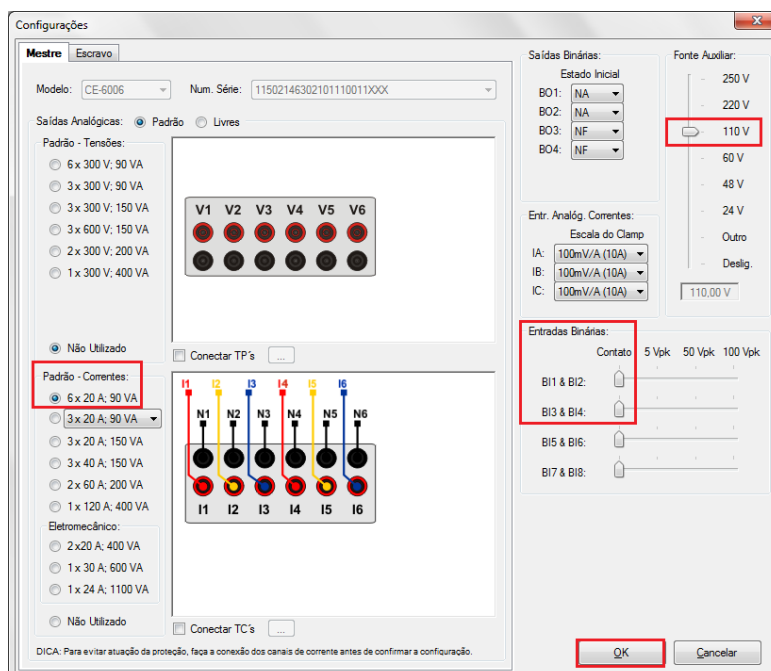 Configurações
Mestre Escravo
Modelo: CE-6006 Num. Série: 11502146302101110011XXX
Saídas Analógicas: Padrão Livres
Padrão - Tensões:
6 x 300 V; 90 VA
3 x 300 V; 90 VA
3 x 300 V; 150 VA
3 x 600 V; 150 VA
2 x 300 V; 200 VA
1 x 300 V; 400 VA
Não Utilizado
V1 V2 V3 V4 V5 V6
Conectar TP´s ...
Padrão - Correntes:
6 x 20 A; 90 VA
3 x 20 A; 90 VA
3 x 20 A; 150 VA
3 x 40 A; 150 VA
2 x 60 A; 200 VA
1 x 120 A; 400 VA
Eletromecânico:
2 x20 A; 400 VA
1 x 30 A; 600 VA
1 x 24 A; 1100 VA
Não Utilizado
I1 I2 I3 I4 I5 I6
N1 N2 N3 N4 N5 N6
I1 I2 I3 I4 I5 I6
Conectar TC´s ...
DICA: Para evitar atuação da proteção, faça a conexão dos canais de corrente antes de confirmar a configuração.
Saídas Binárias:
Estado Inicial
BO1: NA
BO2: NA
BO3: NF
BO4: NF
Entr. Analóg. Correntes:
Escala do Clamp
IA: 100mV/A (10A)
IB: 100mV/A (10A)
IC: 100mV/A (10A)
Fonte Auxiliar:
250 V
220 V
110 V
60 V
48 V
24 V
Outro
Deslig.
110,00 V
Entradas Binárias:
Contato 5 Vpk 50 Vpk 100 Vpk
BI1 & BI2:
BI3 & BI4:
BI5 & BI6:
BI7 & BI8:
OK Cancelar